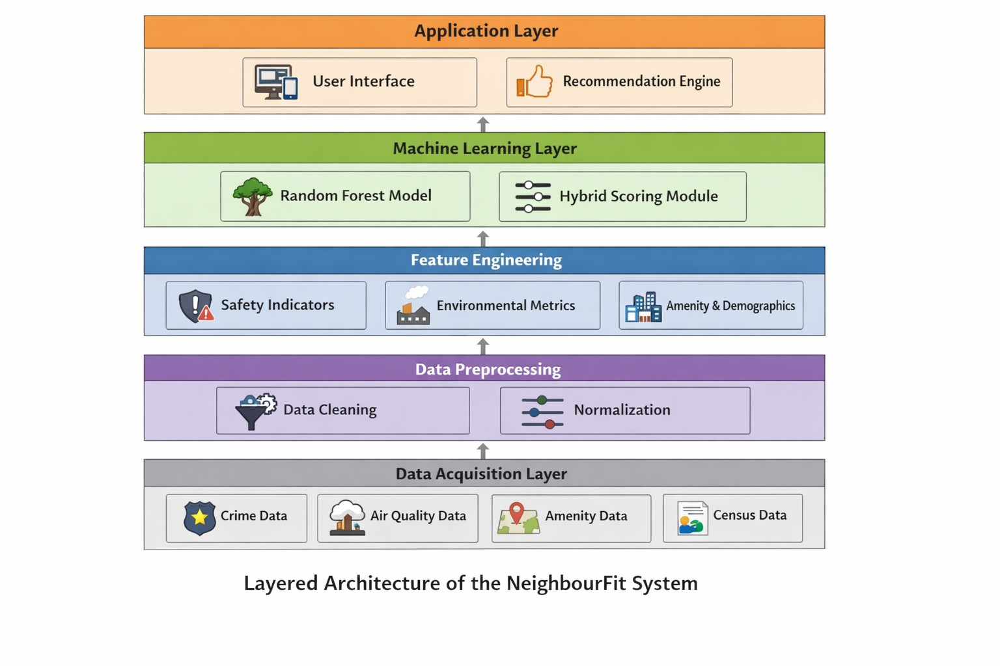 Application Layer
User Interface
Recommendation Engine
Machine Learning Layer
Random Forest Model
Hybrid Scoring Module
Feature Engineering
Safety Indicators
Environmental Metrics
Amenity & Demographics
Data Preprocessing
Data Cleaning
Normalization
Data Acquisition Layer
Crime Data
Air Quality Data
Amenity Data
Census Data
Layered Architecture of the NeighbourFit System